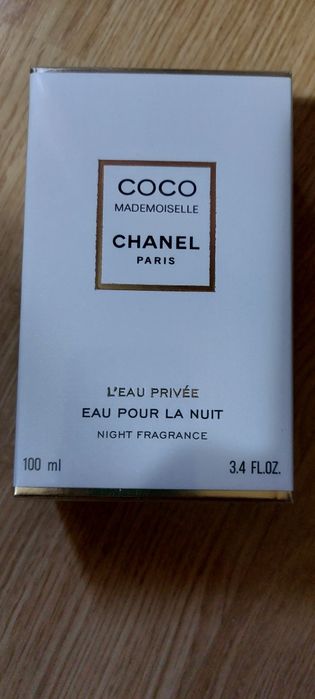 COCO
MADEMOISELLE
CHANEL
PARIS
L'EAU PRIVÉE
EAU POUR LA NUIT
NIGHT FRAGRANCE
100 ml 3.4 FL.OZ.